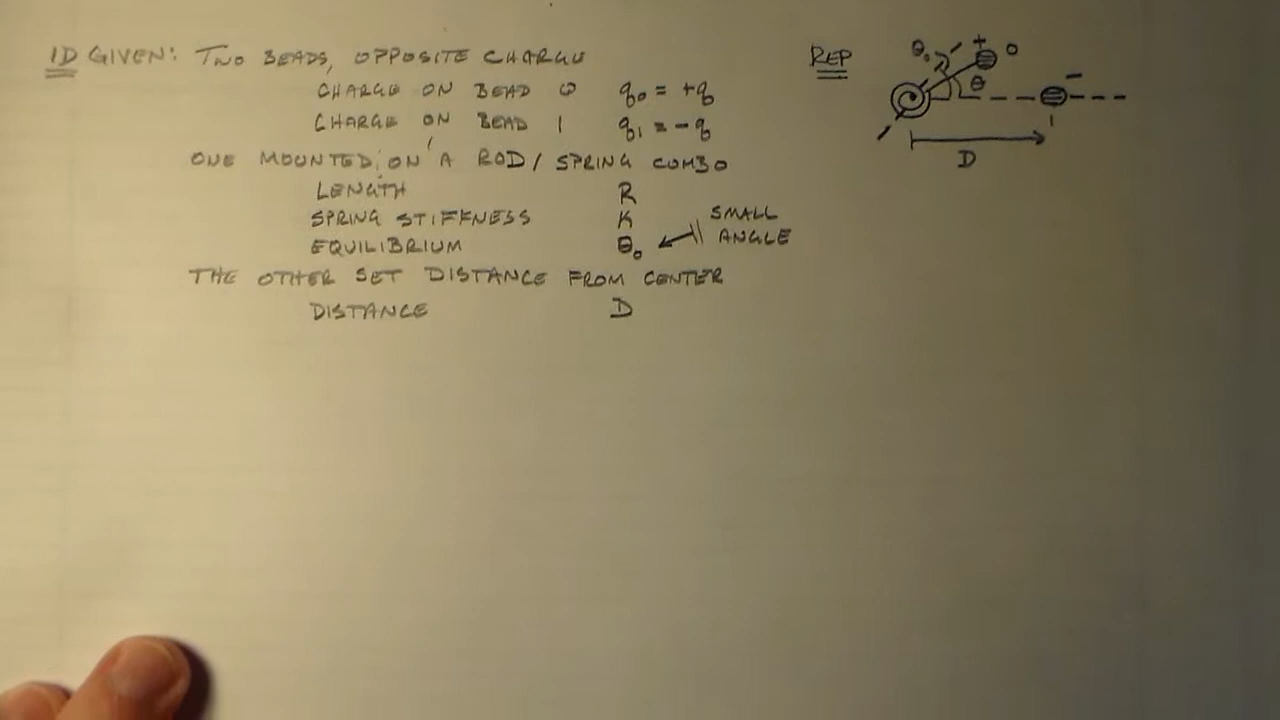 ID GIVEN: TWO BEADS, OPPOSITE CHARGE
CHARGE ON BEAD 0 q₀ = +q
CHARGE ON BEAD 1 q₁ = -q
ONE MOUNTED ON A ROD/SPRING COMBO
LENGTH R
SPRING STIFFNESS K
EQUILIBRIUM θ₀
SMALL
ANGLE
THE OTHER SET DISTANCE FROM CENTER
DISTANCE D
REP
θ₀ + 0
θ
−
1
D